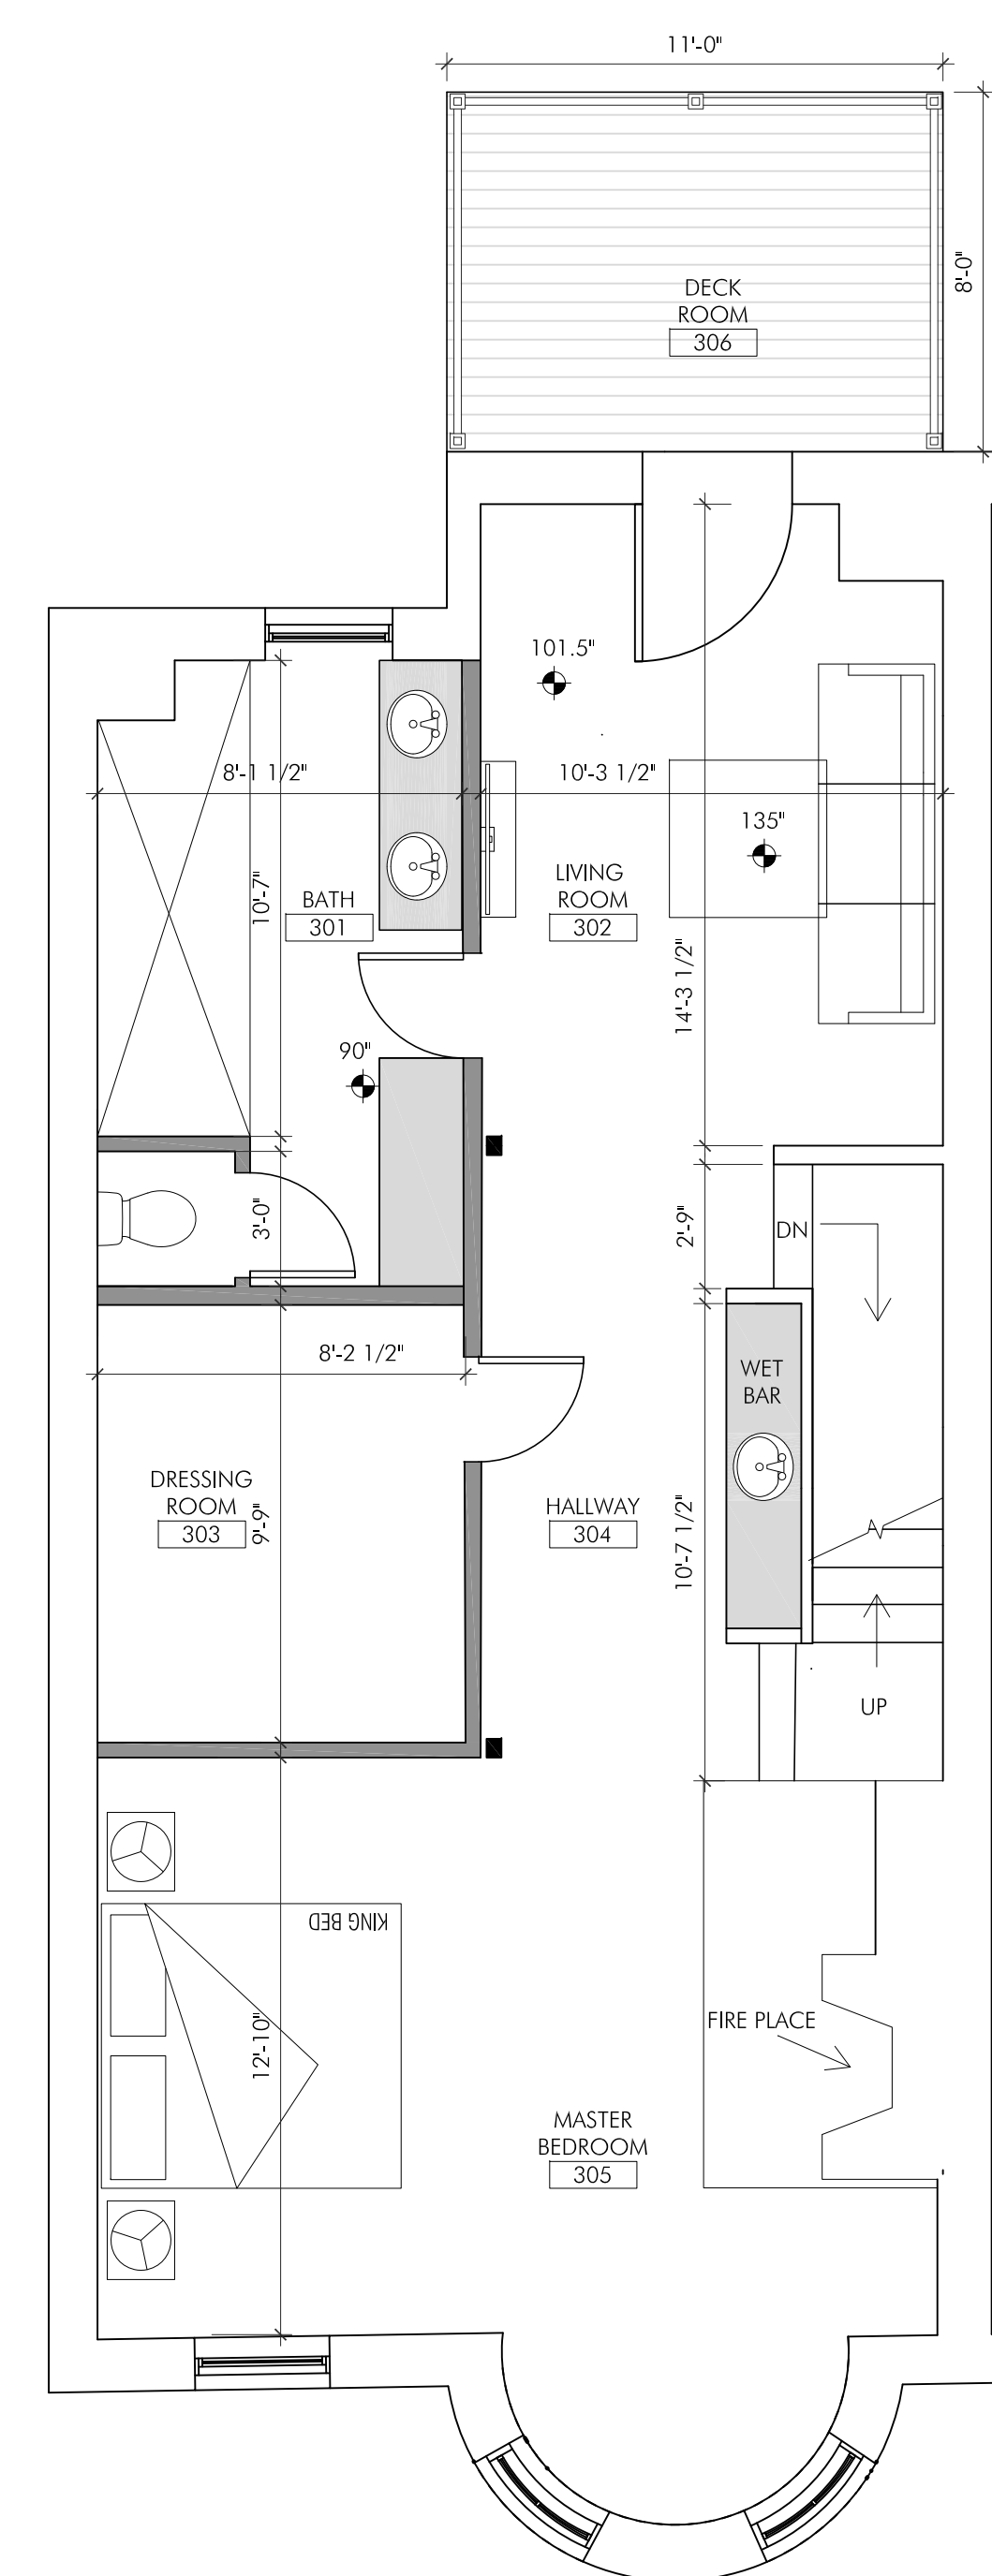 11'-0"
8'-0"
DECK
ROOM
306
101.5"
8'-1 1/2"
10'-3 1/2"
135"
10'-7"
BATH
301
LIVING
ROOM
302
14'-3 1/2"
90"
3'-0"
2'-9"
DN
8'-2 1/2"
WET
BAR
DRESSING
ROOM
303
9'-9"
HALLWAY
304
10'-7 1/2"
UP
KING BED
12'-10"
FIRE PLACE
MASTER
BEDROOM
305